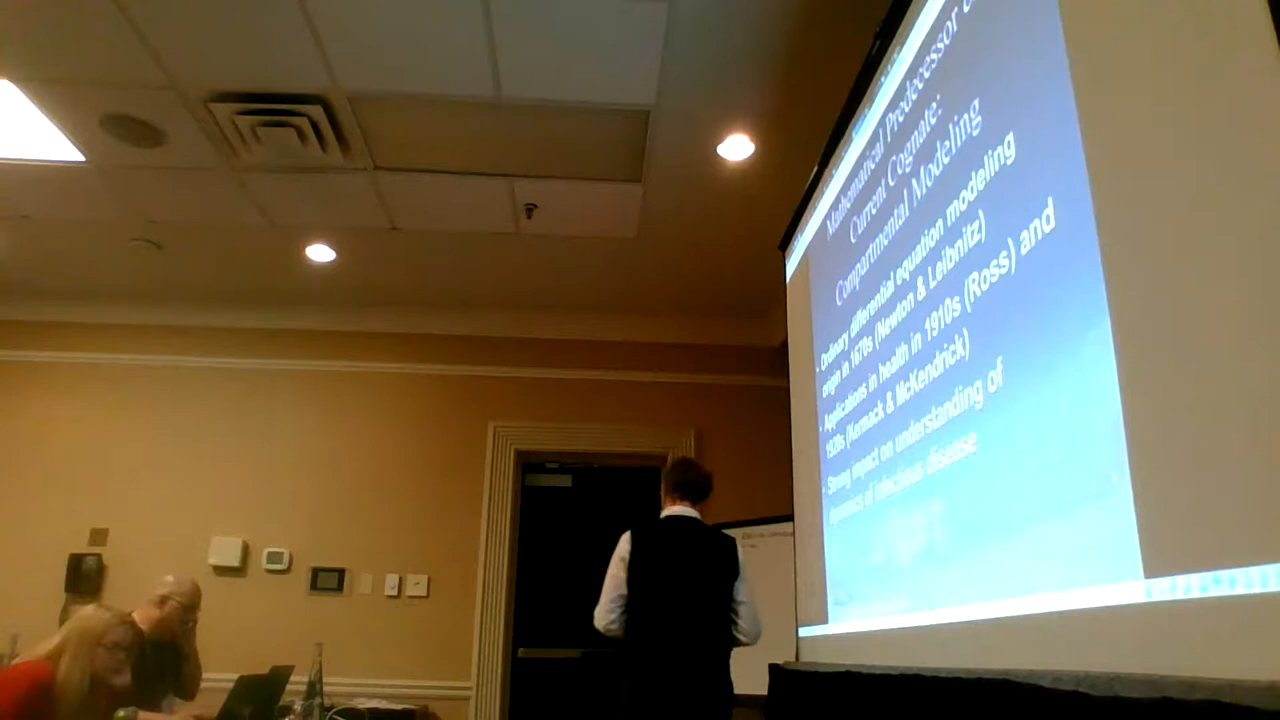 Mathematical Predecessor
Current Cognate:
Compartmental Modeling
Ordinary differential equation modeling
origin in 1670s (Newton & Leibnitz)
Applications in health in 1910s (Ross) and
1920s (Kermack & McKendrick)
Strong impact on understanding of
dynamics of infectious disease